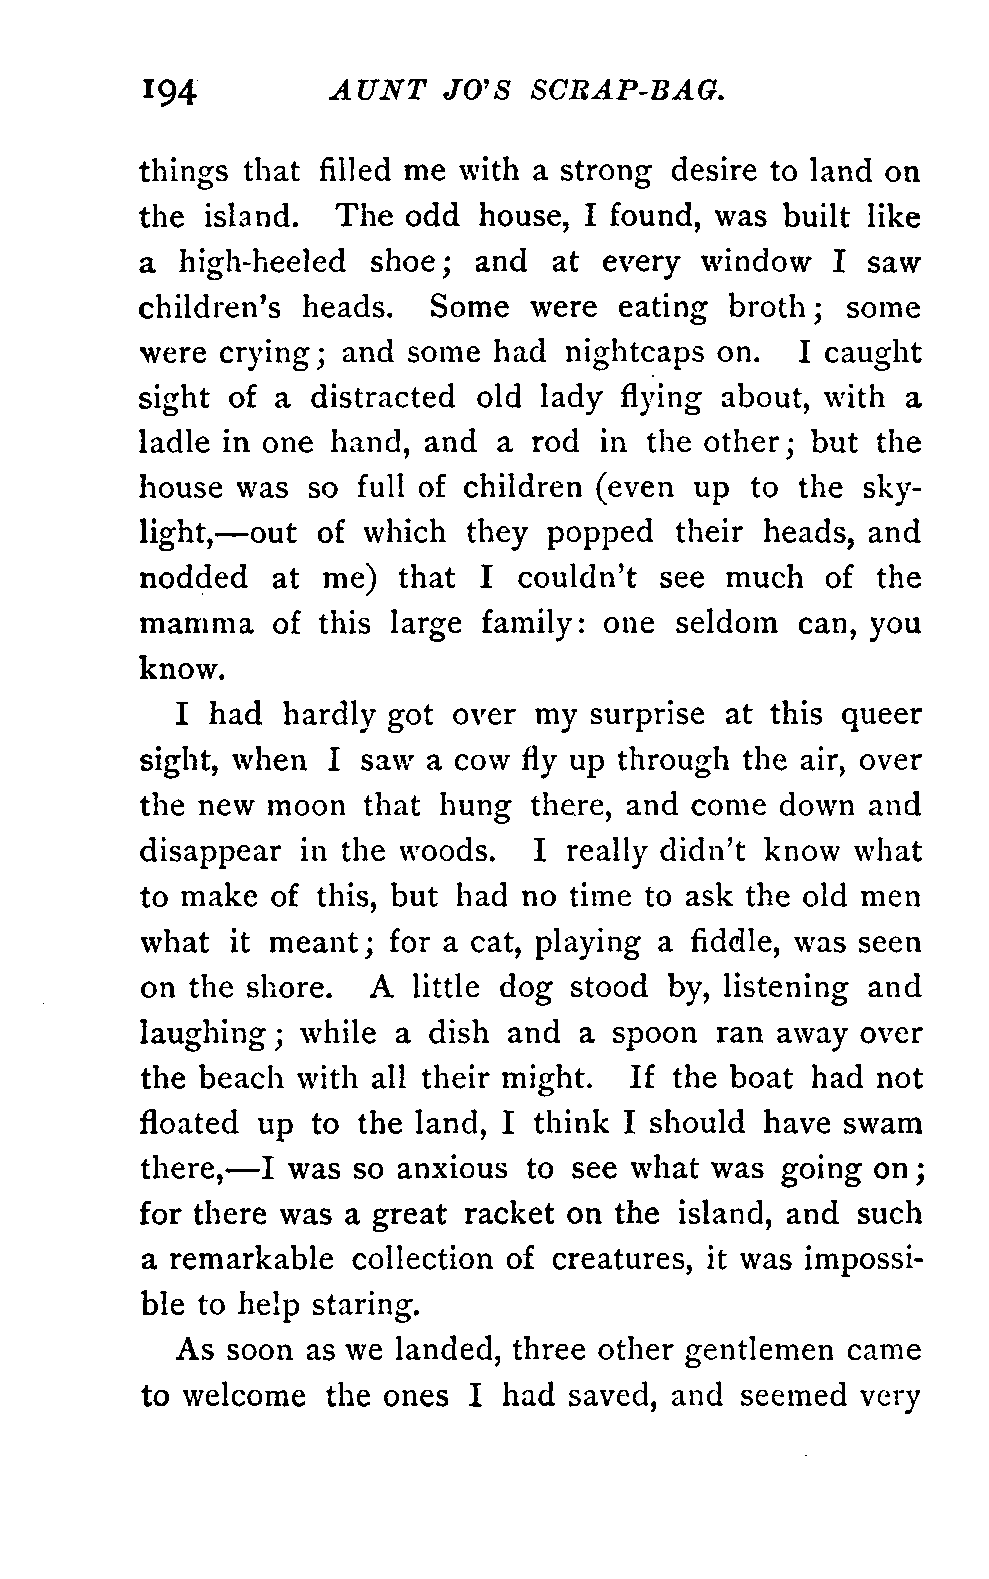 194 AUNT JO'S SCRAP-BAG.
things that filled me with a strong desire to land on
the island. The odd house, I found, was built like
a high-heeled shoe; and at every window I saw
children's heads. Some were eating broth; some
were crying; and some had nightcaps on. I caught
sight of a distracted old lady flying about, with a
ladle in one hand, and a rod in the other; but the
house was so full of children (even up to the sky-
light,—out of which they popped their heads, and
nodded at me) that I couldn't see much of the
mamma of this large family: one seldom can, you
know.
I had hardly got over my surprise at this queer
sight, when I saw a cow fly up through the air, over
the new moon that hung there, and come down and
disappear in the woods. I really didn't know what
to make of this, but had no time to ask the old men
what it meant; for a cat, playing a fiddle, was seen
on the shore. A little dog stood by, listening and
laughing; while a dish and a spoon ran away over
the beach with all their might. If the boat had not
floated up to the land, I think I should have swam
there,—I was so anxious to see what was going on;
for there was a great racket on the island, and such
a remarkable collection of creatures, it was impossi-
ble to help staring.
As soon as we landed, three other gentlemen came
to welcome the ones I had saved, and seemed very